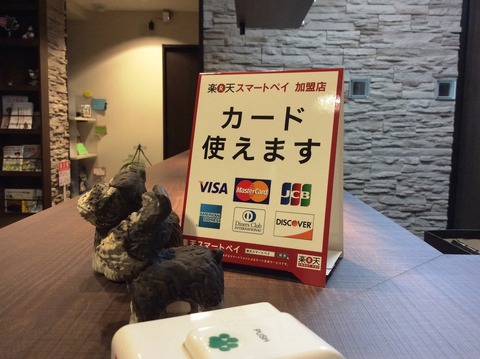 楽天スマートペイ 加盟店
カード
使えます
VISA MasterCard JCB
AMERICAN EXPRESS Diners Club INTERNATIONAL DISCOVER
楽天スマートペイ
楽天
PUSH